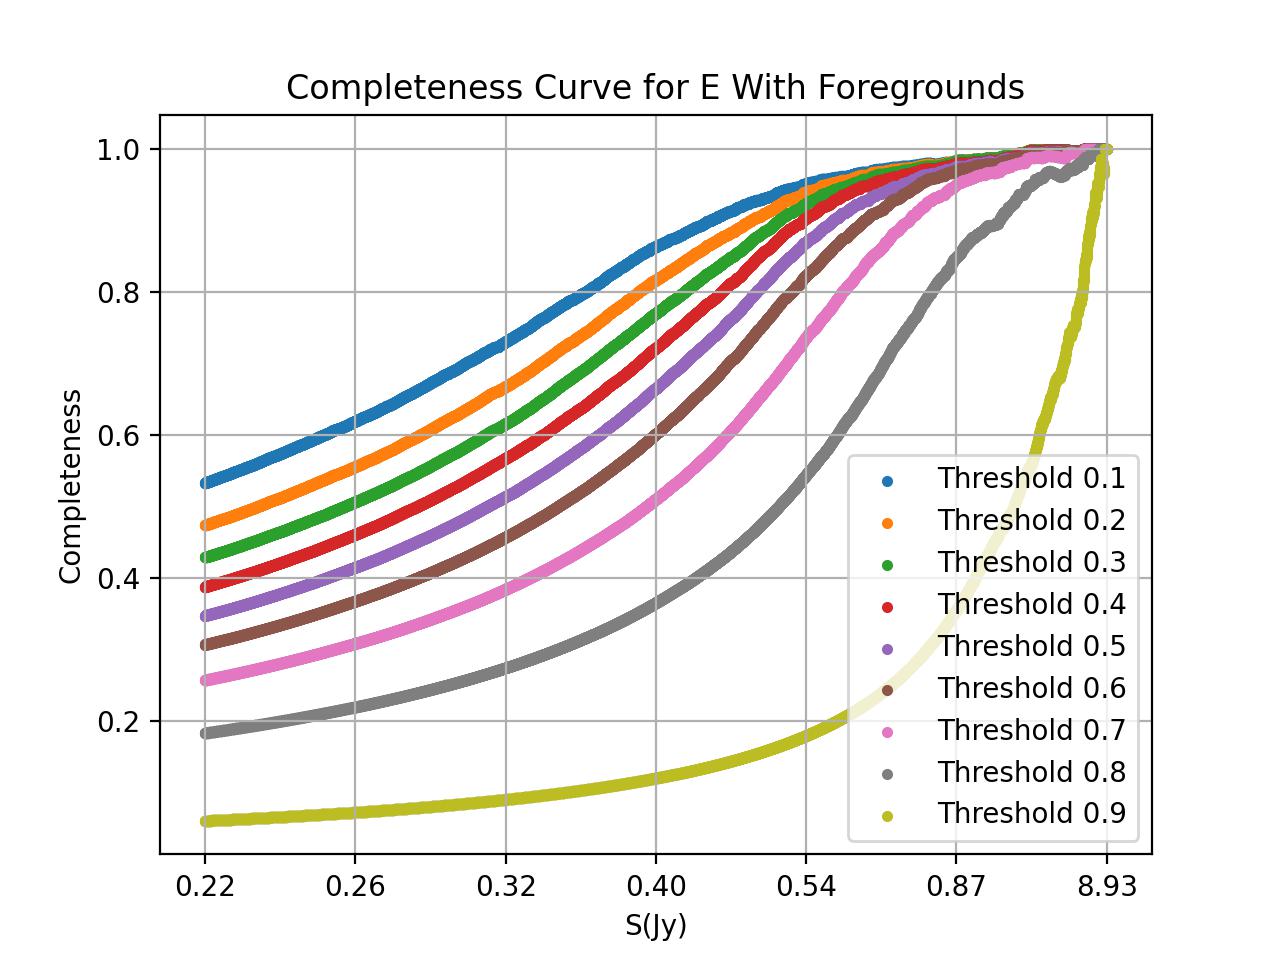 Completeness Curve for E With Foregrounds
1.0
0.8
0.6
0.4
0.2
Completeness
Threshold 0.1
Threshold 0.2
Threshold 0.3
Threshold 0.4
Threshold 0.5
Threshold 0.6
Threshold 0.7
Threshold 0.8
Threshold 0.9
0.22 0.26 0.32 0.40 0.54 0.87 8.93
S(Jy)